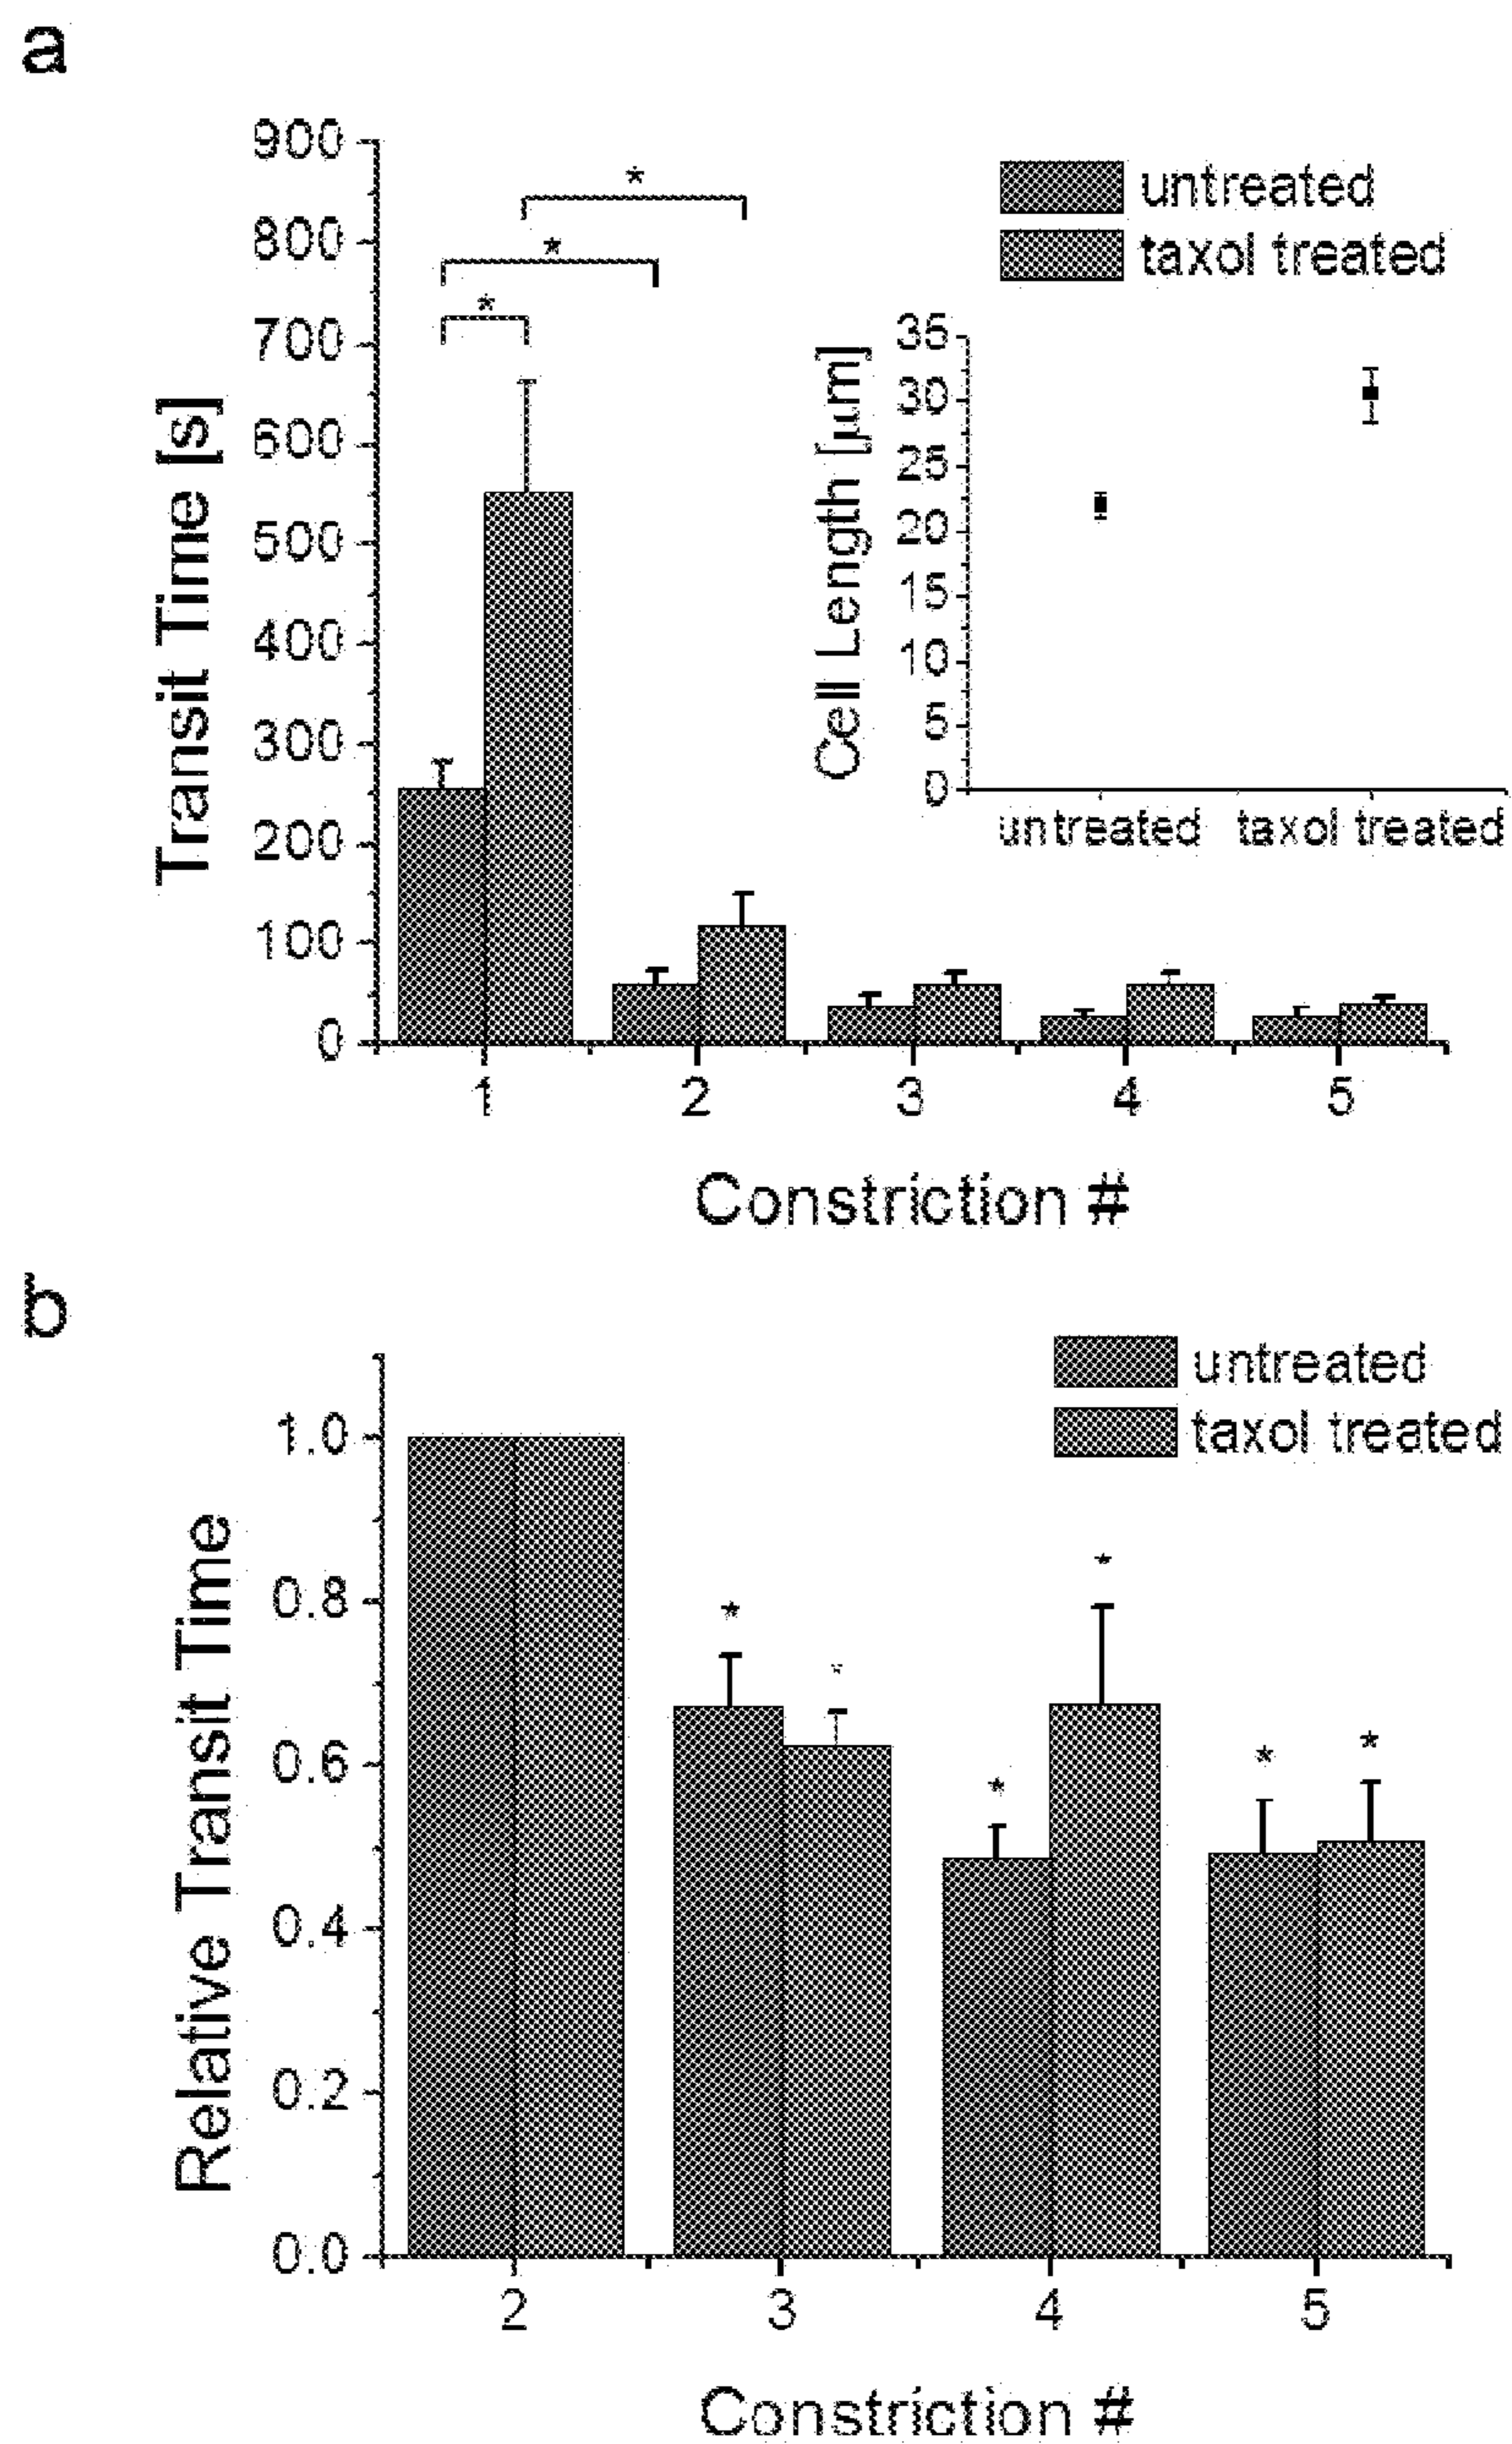 a
900
800
700
600
500
400
300
200
100
0
Transit Time [s]
*
*
*
untreated
taxol treated
35
30
25
20
15
10
5
0
Cell Length [µm]
untreated taxol treated
1 2 3 4 5
Constriction #
b
untreated
taxol treated
1.0
0.8
0.6
0.4
0.2
0.0
Relative Transit Time
*
*
*
*
*
*
2 3 4 5
Constriction #